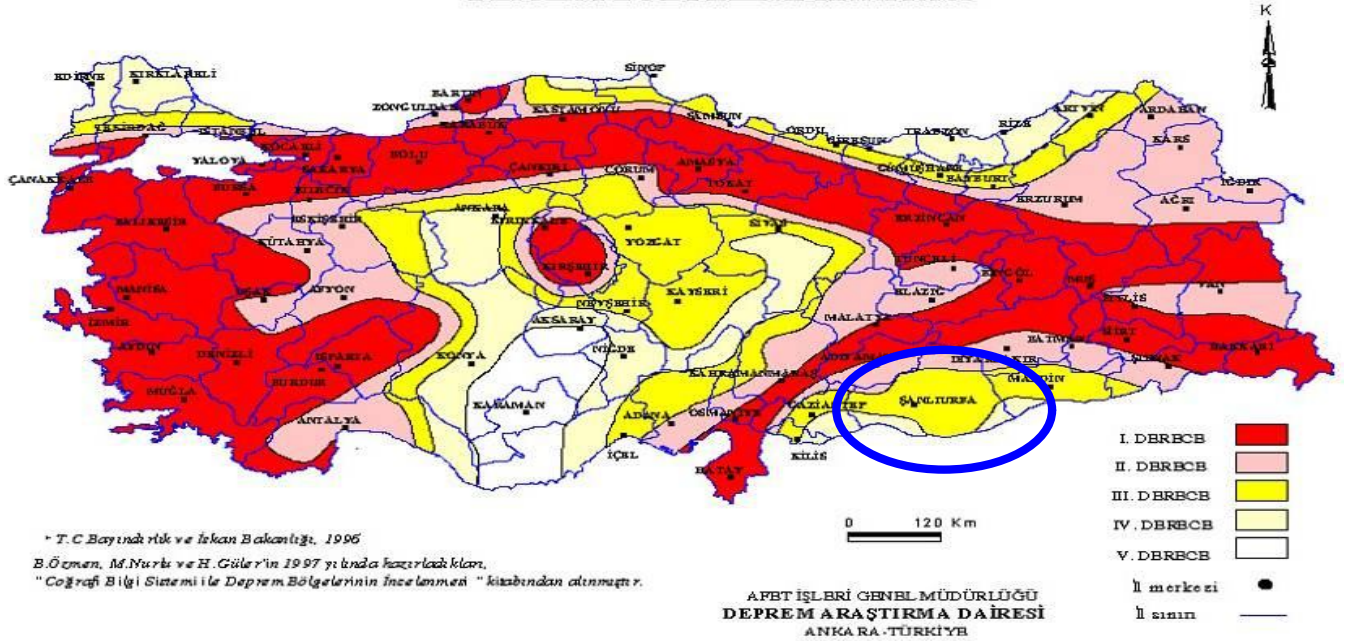 K
SİNOP
EDİRNE
KIRKLARELİ
BARTIN
ZONGULDAK
KASTAMONU
ARTVİN
ARDAHAN
TEKİRDAĞ
İSTANBUL
KARABÜK
SAMSUN
ORDU
GİRESUN
TRABZON
RİZE
KARS
YALOVA
KOCAELİ
SAKARYA
BOLU
ÇANKIRI
ÇORUM
AMASYA
TOKAT
GÜMÜŞHANE
BAYBURT
ÇANAKKALE
BURSA
BİLECİK
ERZURUM
IĞDIR
AĞRI
BALIKESİR
ESKİŞEHİR
ANKARA
KIRIKKALE
YOZGAT
SİVAS
ERZİNCAN
KÜTAHYA
KIRŞEHİR
TUNCELİ
BİNGÖL
MUŞ
MANİSA
UŞAK
AFYON
NEVŞEHİR
KAYSERİ
ELAZIĞ
BİTLİS
VAN
İZMİR
AKSARAY
MALATYA
AYDIN
DENİZLİ
ISPARTA
KONYA
NİĞDE
ADIYAMAN
DİYARBAKIR
BATMAN
SİİRT
HAKKARİ
MUĞLA
BURDUR
KAHRAMANMARAŞ
MARDİN
ŞIRNAK
ANTALYA
KARAMAN
ADANA
OSMANİYE
GAZİANTEP
ŞANLIURFA
İÇEL
KİLİS
HATAY
I. DERECE
II. DERECE
III. DERECE
IV. DERECE
V. DERECE
İl merkezi
İl sınırı
0 120 Km
* T.C Bayındırlık ve İskan Bakanlığı, 1996
B.Özmen, M.Nurlu ve H.Güler'in 1997 yılında hazırladıkları,
"Coğrafi Bilgi Sistemi ile Deprem Bölgelerinin İncelenmesi " kitabından alınmıştır.
AFET İŞLERİ GENEL MÜDÜRLÜĞÜ
DEPREM ARAŞTIRMA DAİRESİ
ANKARA-TÜRKİYE